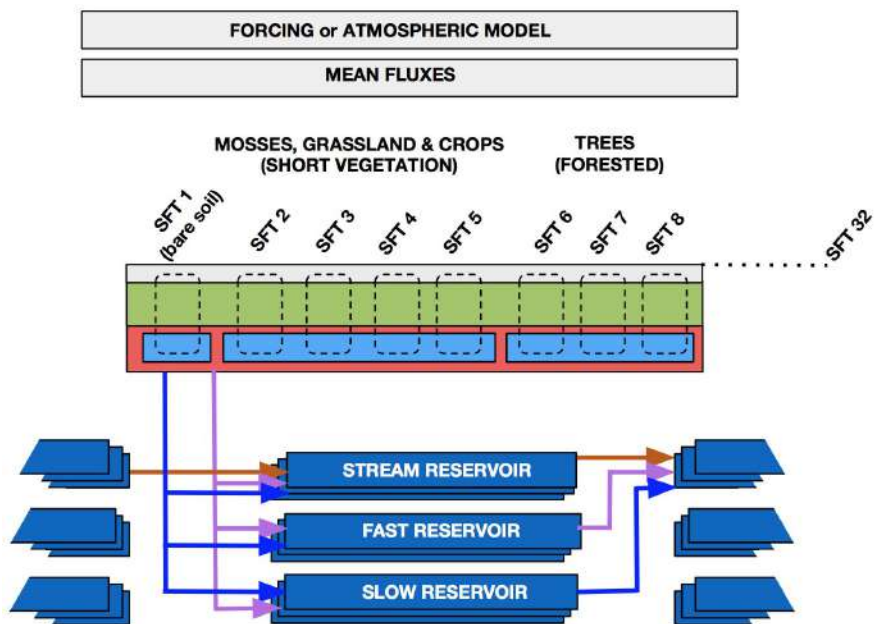 FORCING or ATMOSPHERIC MODEL
MEAN FLUXES
MOSSES, GRASSLAND & CROPS
(SHORT VEGETATION)
TREES
(FORESTED)
SFT 1
(bare soil)
SFT 2
SFT 3
SFT 4
SFT 5
SFT 6
SFT 7
SFT 8
SFT 32
STREAM RESERVOIR
FAST RESERVOIR
SLOW RESERVOIR